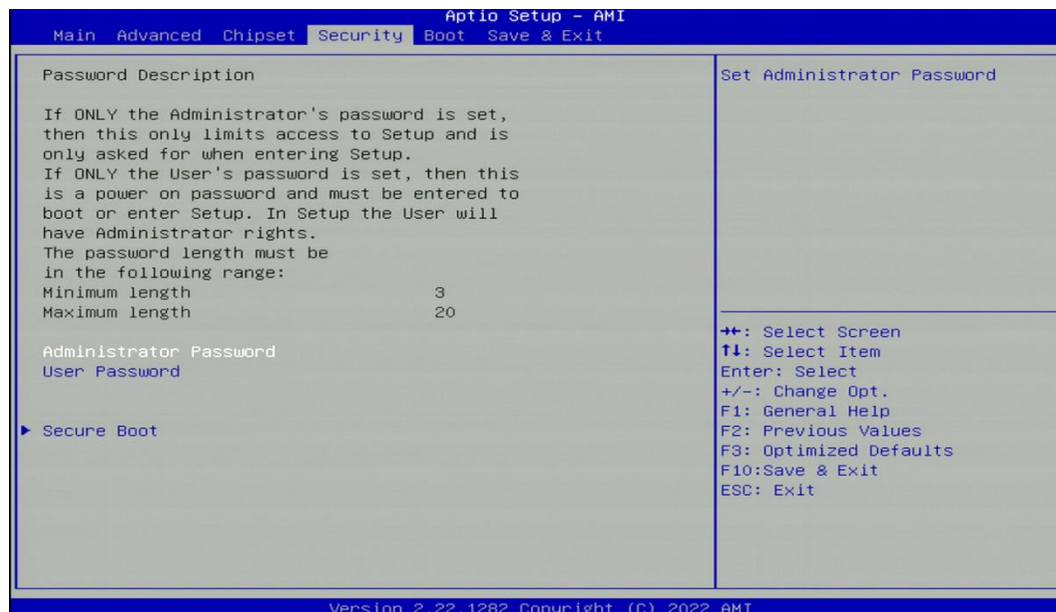 Aptio Setup – AMI
Main Advanced Chipset Security Boot Save & Exit
Password Description
If ONLY the Administrator's password is set,
then this only limits access to Setup and is
only asked for when entering Setup.
If ONLY the User's password is set, then this
is a power on password and must be entered to
boot or enter Setup. In Setup the User will
have Administrator rights.
The password length must be
in the following range:
Minimum length 3
Maximum length 20
Administrator Password
User Password
▶ Secure Boot
Set Administrator Password
→←: Select Screen
↑↓: Select Item
Enter: Select
+/-: Change Opt.
F1: General Help
F2: Previous Values
F3: Optimized Defaults
F10:Save & Exit
ESC: Exit
Version 2.22.1282 Copyright (C) 2022 AMI